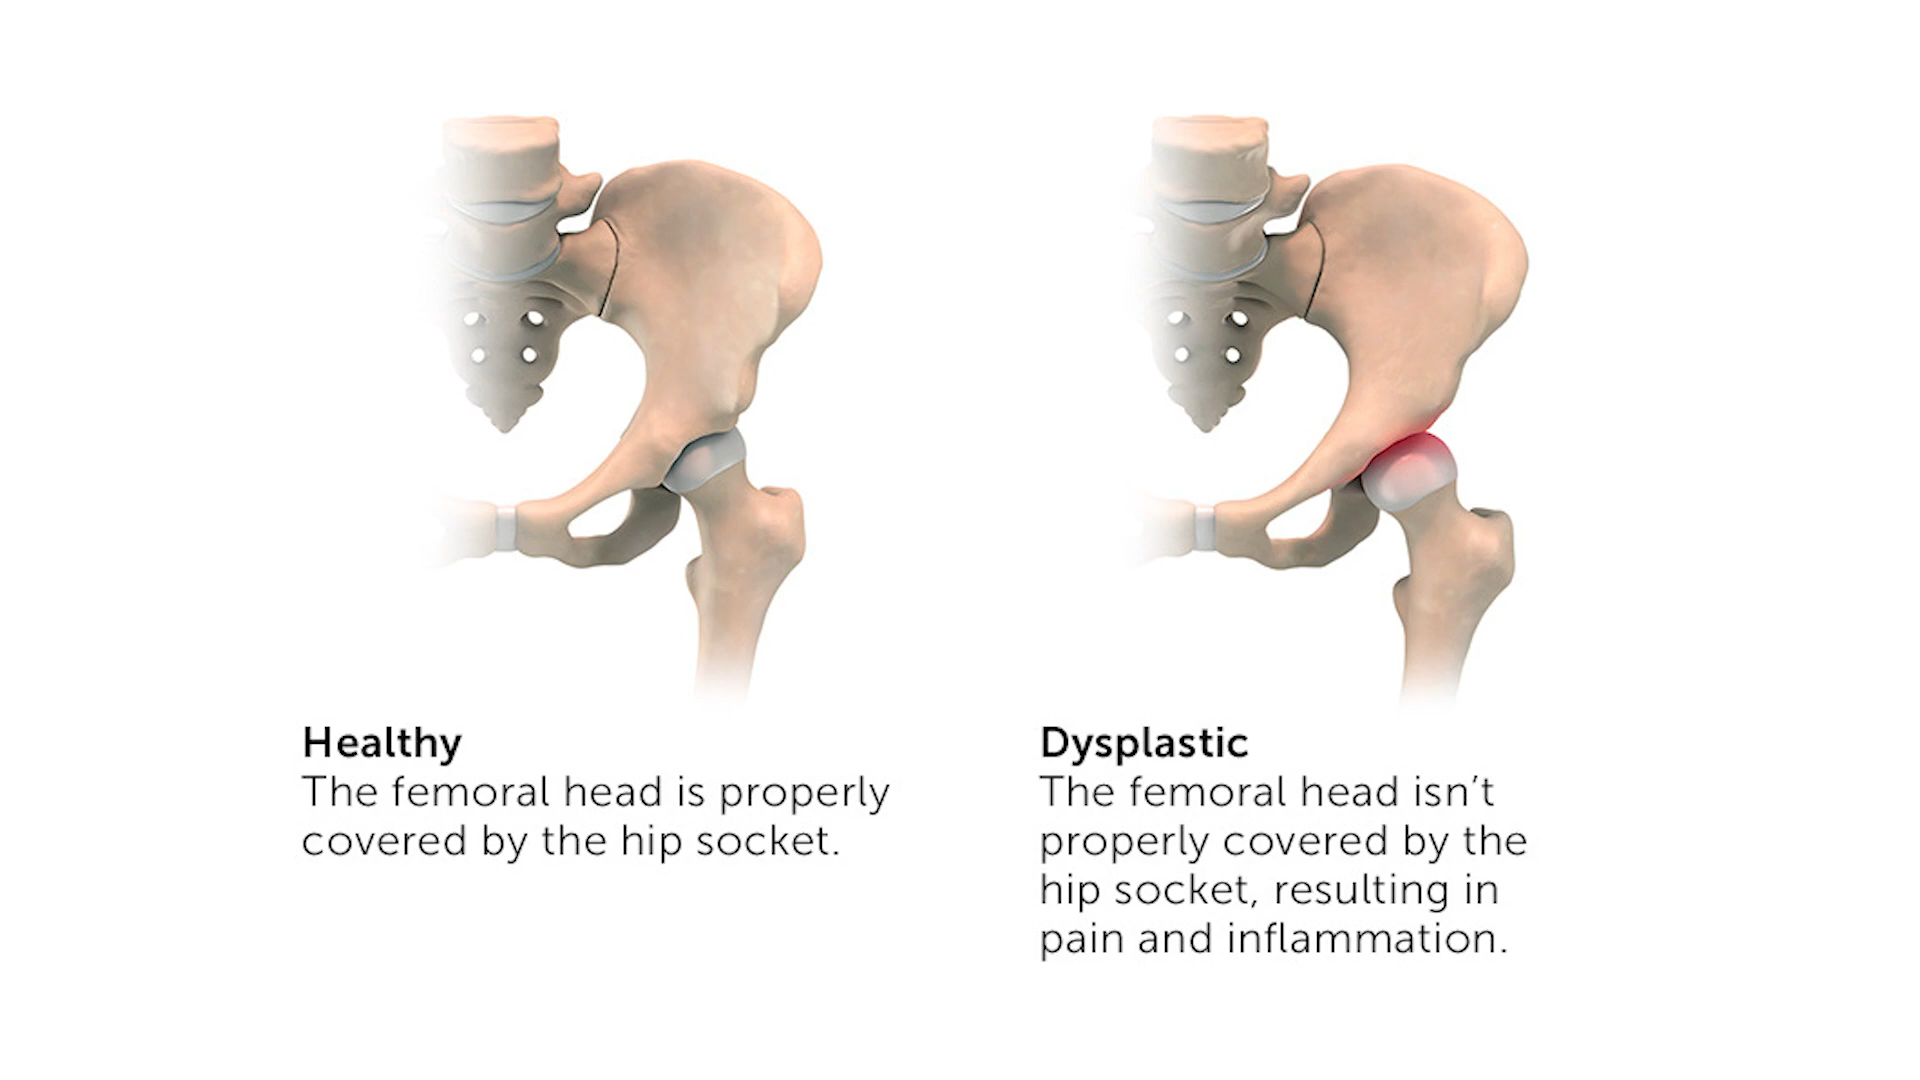 Healthy
The femoral head is properly
covered by the hip socket.
Dysplastic
The femoral head isn’t
properly covered by the
hip socket, resulting in
pain and inflammation.